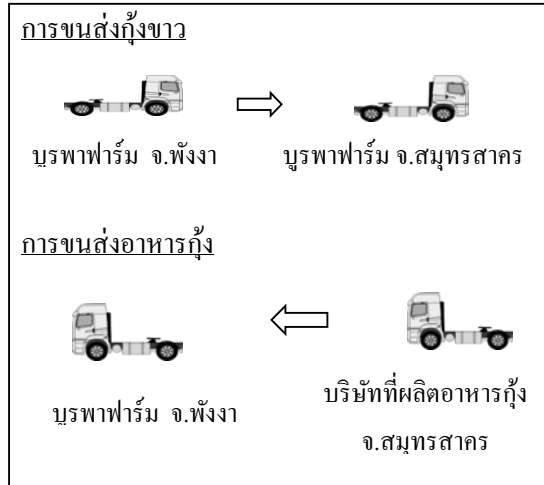 การขนส่งกุ้งขาว
บูรพาฟาร์ม จ.พังงา
บูรพาฟาร์ม จ.สมุทรสาคร
การขนส่งอาหารกุ้ง
บูรพาฟาร์ม จ.พังงา
บริษัทที่ผลิตอาหารกุ้ง
จ.สมุทรสาคร